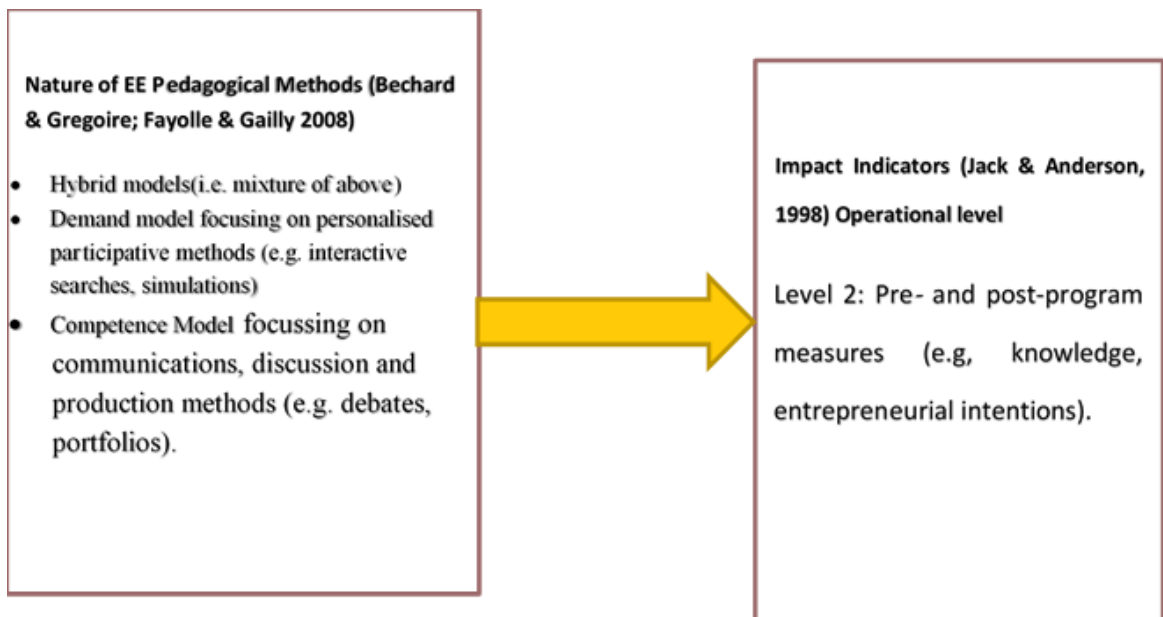 Nature of EE Pedagogical Methods (Bechard
& Gregoire; Fayolle & Gailly 2008)
• Hybrid models(i.e. mixture of above)
• Demand model focusing on personalised
participative methods (e.g. interactive
searches, simulations)
• Competence Model focussing on
communications, discussion and
production methods (e.g. debates,
portfolios).
Impact Indicators (Jack & Anderson,
1998) Operational level
Level 2: Pre- and post-program
measures (e.g, knowledge,
entrepreneurial intentions).